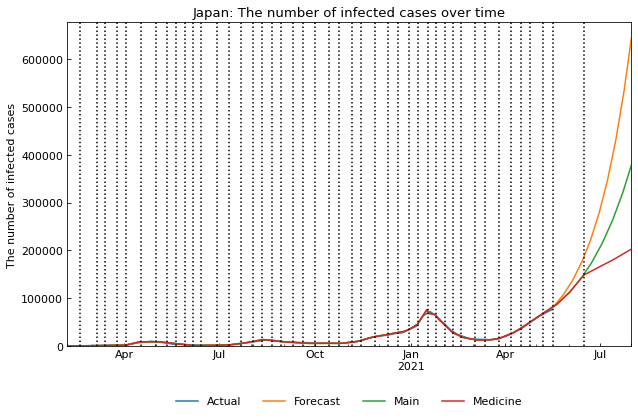 Japan: The number of infected cases over time
The number of infected cases
600000
500000
400000
300000
200000
100000
0
Apr Jul Oct Jan Apr Jul
2021
Actual Forecast Main Medicine